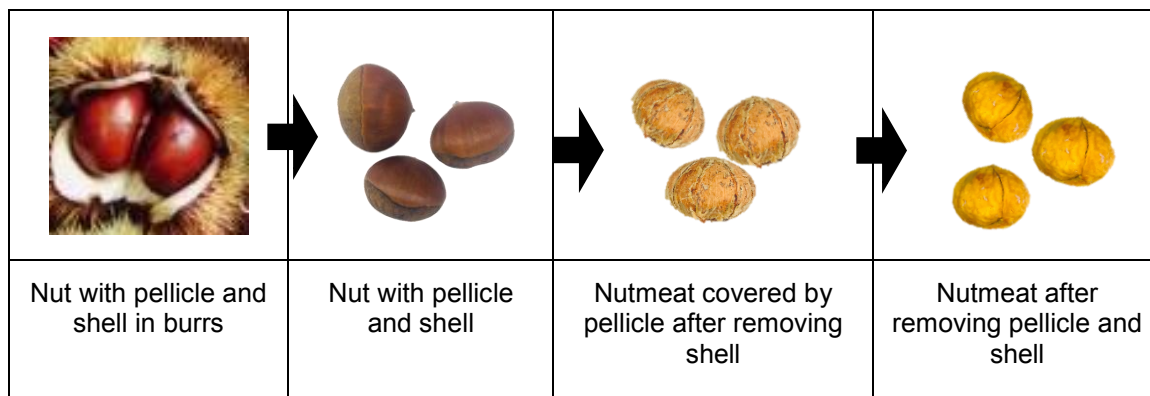 Nut with pellicle and
shell in burrs
Nut with pellicle
and shell
Nutmeat covered by
pellicle after removing
shell
Nutmeat after
removing pellicle and
shell